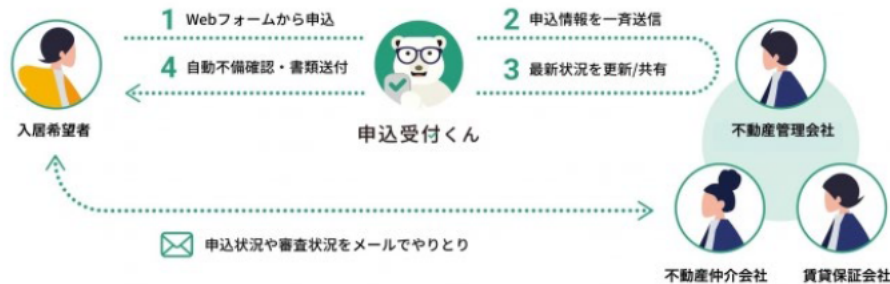 1 Webフォームから申込
2 申込情報を一斉送信
4 自動不備確認・書類送付
3 最新状況を更新/共有
入居希望者
申込受付くん
不動産管理会社
申込状況や審査状況をメールでやりとり
不動産仲介会社
賃貸保証会社